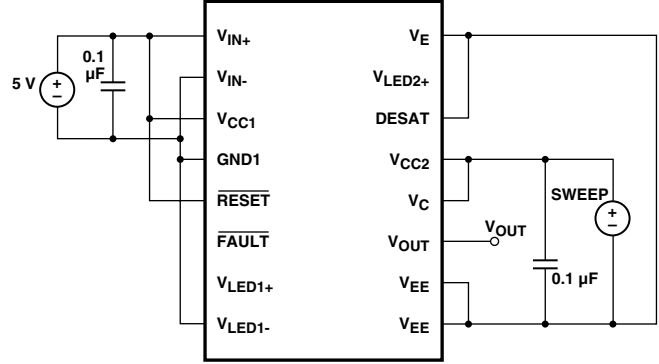 V_IN+ V_E
0.1
µF
V_IN- V_LED2+
5 V
V_CC1 DESAT
GND1 V_CC2
RESET V_C SWEEP
FAULT V_OUT V_OUT
V_LED1+ V_EE 0.1 µF
V_LED1- V_EE